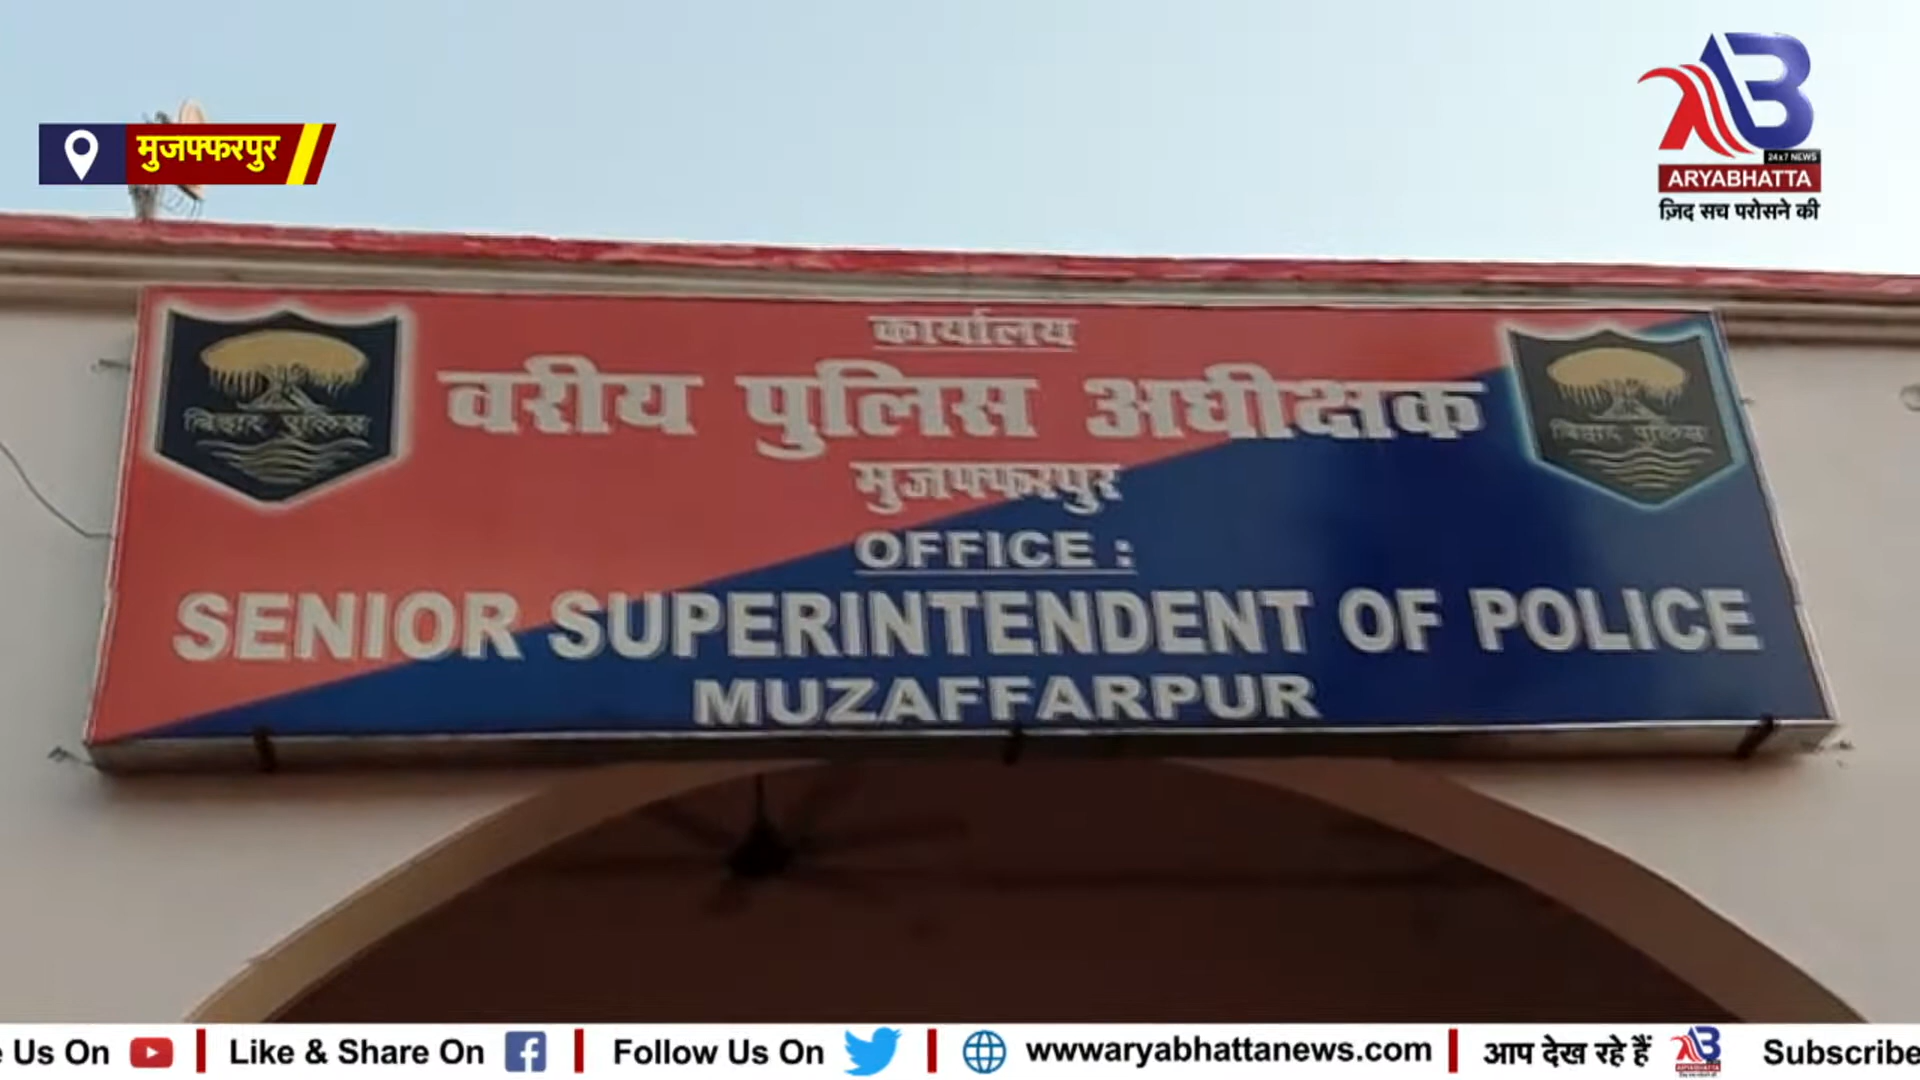 मुजफ्फरपुर
24x7 NEWS
ARYABHATTA
ज़िद सच परोसने की
कार्यालय
वरीय पुलिस अधीक्षक
मुजफ्फरपुर
OFFICE :
SENIOR SUPERINTENDENT OF POLICE
MUZAFFARPUR
बिहार पुलिस
बिहार पुलिस
Us On | Like & Share On | Follow Us On | wwwaryabhattanews.com | आप देख रहे हैं ARYABHATTA Subscribe